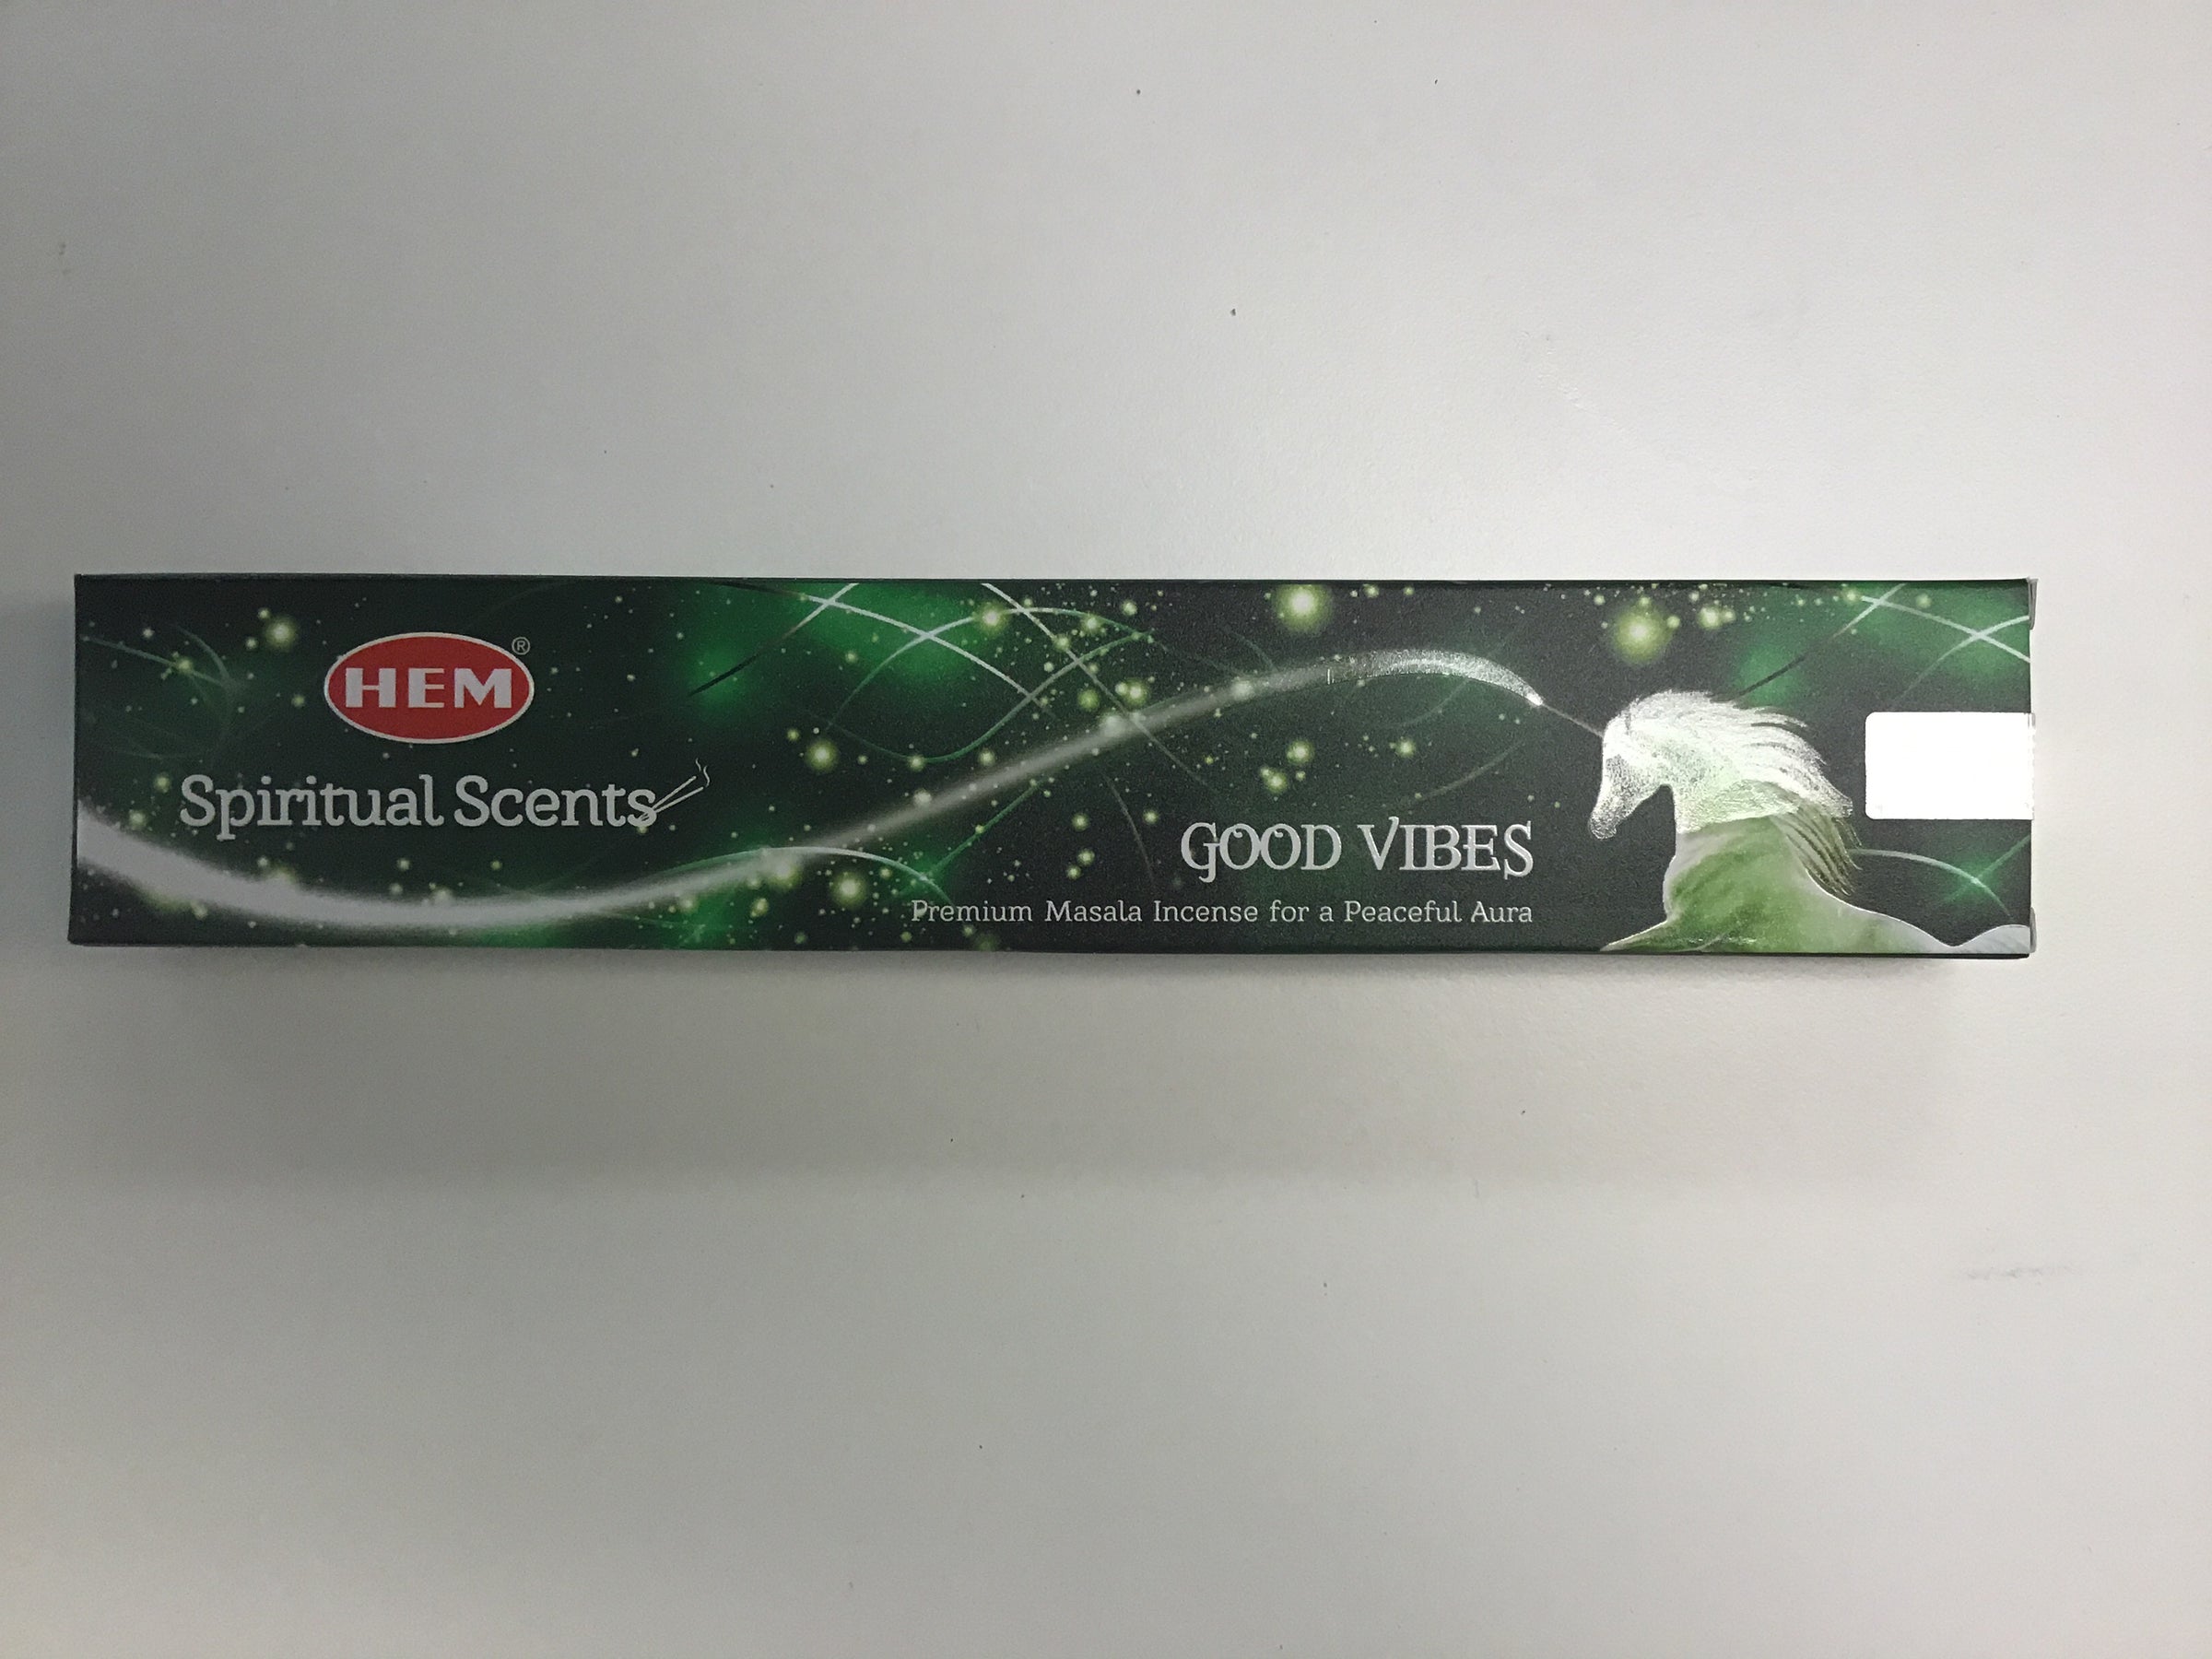 HEM®
Spiritual Scents
GOOD VIBES
Premium Masala Incense for a Peaceful Aura